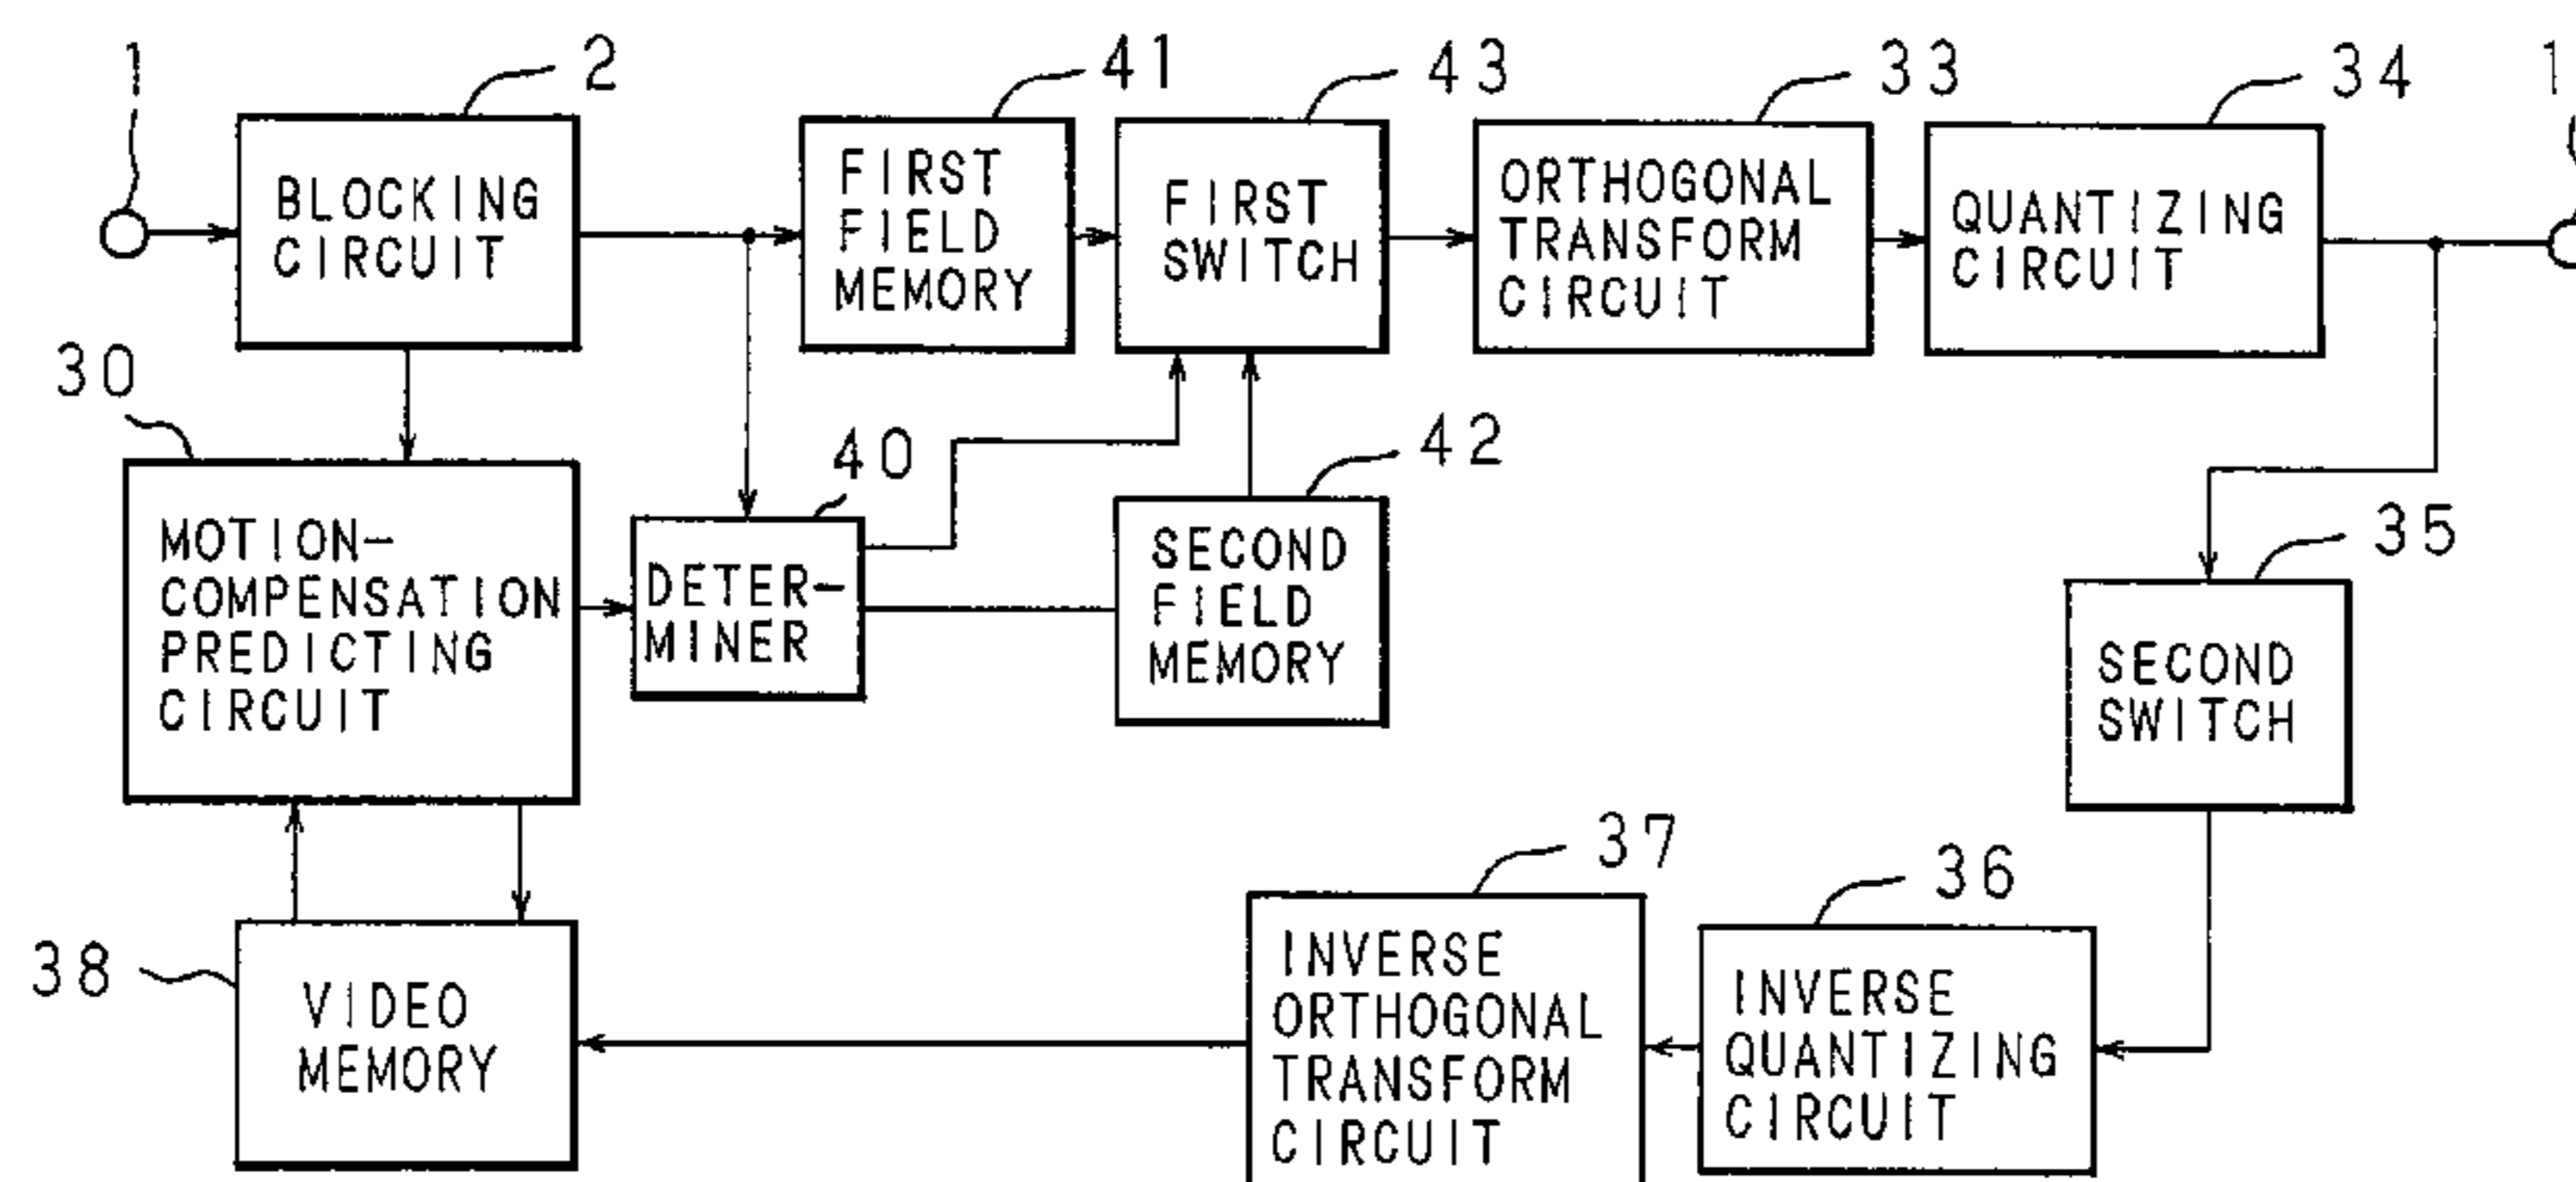 1
2
41
43
33
34
1
BLOCKING
CIRCUIT
FIRST
FIELD
MEMORY
FIRST
SWITCH
ORTHOGONAL
TRANSFORM
CIRCUIT
QUANTIZING
CIRCUIT
30
40
42
35
MOTION-
COMPENSATION
PREDICTING
CIRCUIT
DETER-
MINER
SECOND
FIELD
MEMORY
SECOND
SWITCH
38
37
36
VIDEO
MEMORY
INVERSE
ORTHOGONAL
TRANSFORM
CIRCUIT
INVERSE
QUANTIZING
CIRCUIT